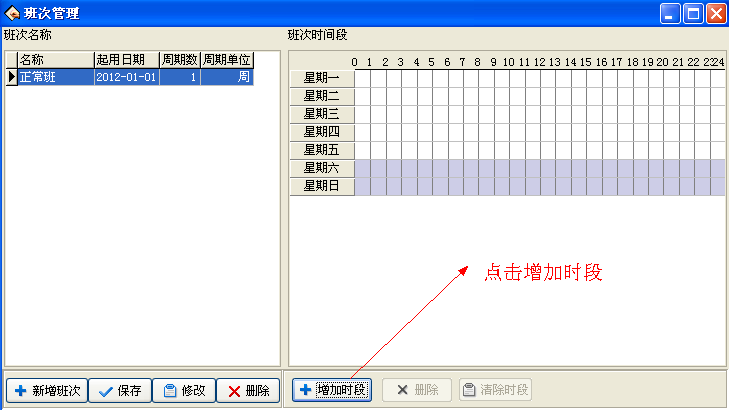 班次管理
班次名称
名称 起用日期 周期数 周期单位
正常班 2012-01-01 1 周
班次时间段
0 1 2 3 4 5 6 7 8 9 10 11 12 13 14 15 16 17 18 19 20 21 22 23 24
星期一
星期二
星期三
星期四
星期五
星期六
星期日
点击增加时段
新增班次 保存 修改 删除 增加时段 删除 清除时段